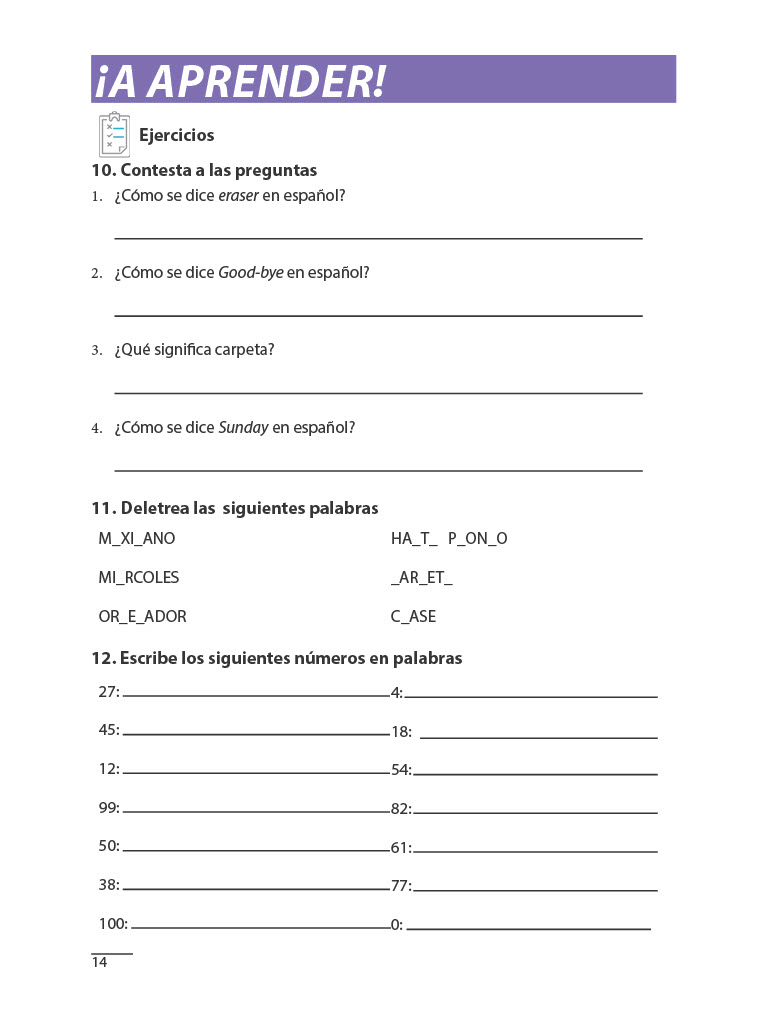 ¡A APRENDER!
Ejercicios
10. Contesta a las preguntas
1. ¿Cómo se dice eraser en español?
2. ¿Cómo se dice Good-bye en español?
3. ¿Qué significa carpeta?
4. ¿Cómo se dice Sunday en español?
11. Deletrea las siguientes palabras
M_XI_ANO HA_T_ P_ON_O
MI_RCOLES _AR_ET_
OR_E_ADOR C_ASE
12. Escribe los siguientes números en palabras
27: 4:
45: 18:
12: 54:
99: 82:
50: 61:
38: 77:
100: 0:
14